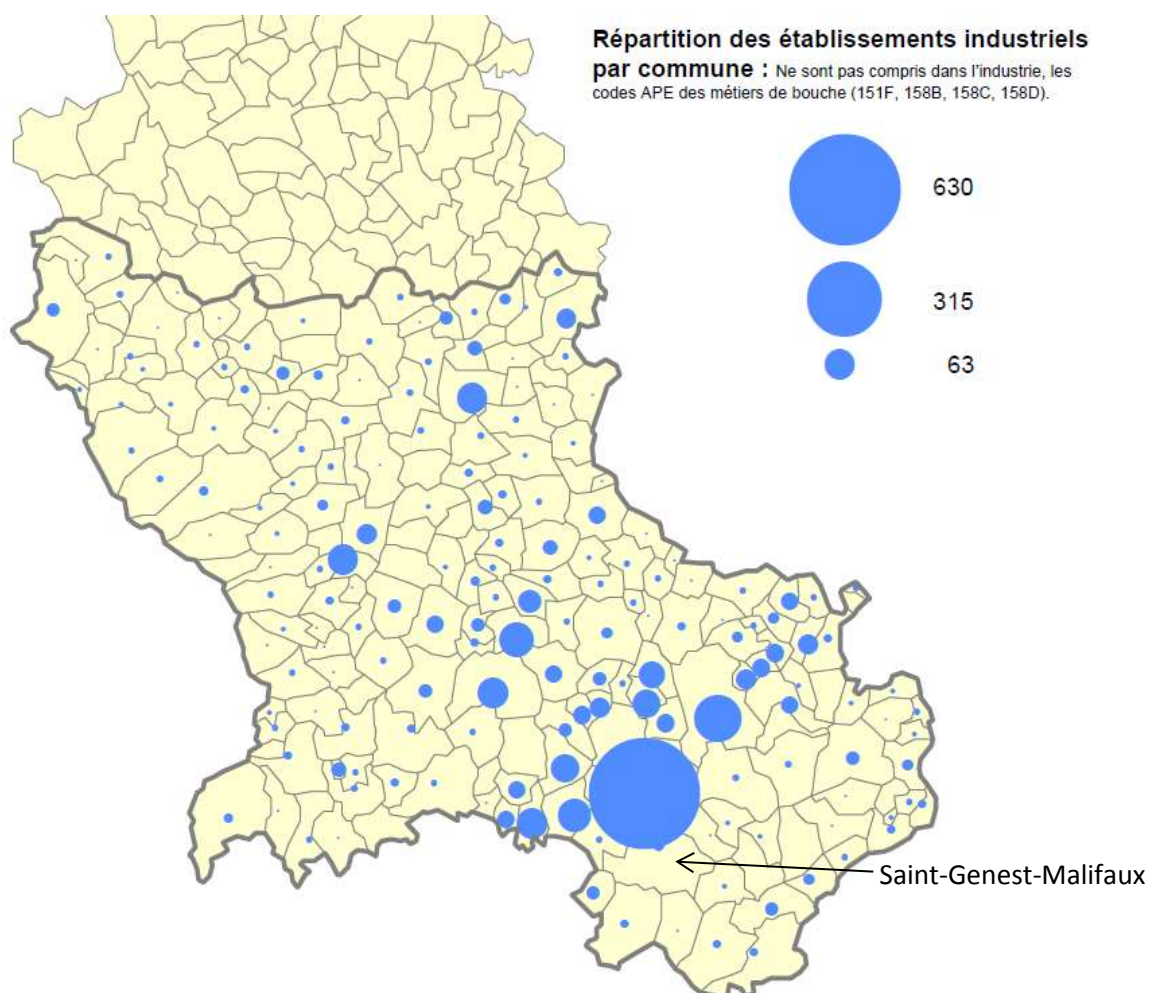 Répartition des établissements industriels
par commune : Ne sont pas compris dans l'industrie, les
codes APE des métiers de bouche (151F, 158B, 158C, 158D).
630
315
63
Saint-Genest-Malifaux